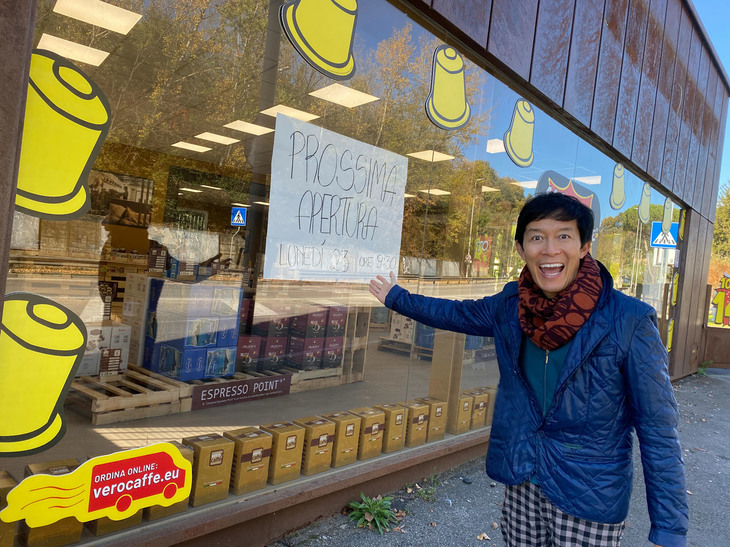 PROSSIMA
APERTURA
LUNEDÌ 23 ORE 9:30
ESPRESSO POINT
ORDINA ONLINE:
verocaffe.eu